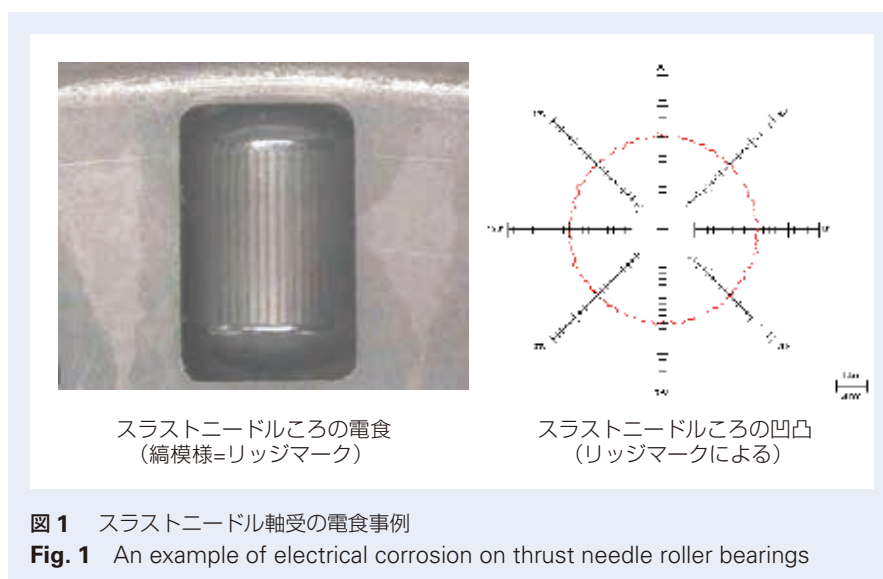 スラストニードルころの電食
（縞模様=リッジマーク）
スラストニードルころの凹凸
（リッジマークによる）
図 1　スラストニードル軸受の電食事例
Fig. 1　An example of electrical corrosion on thrust needle roller bearings